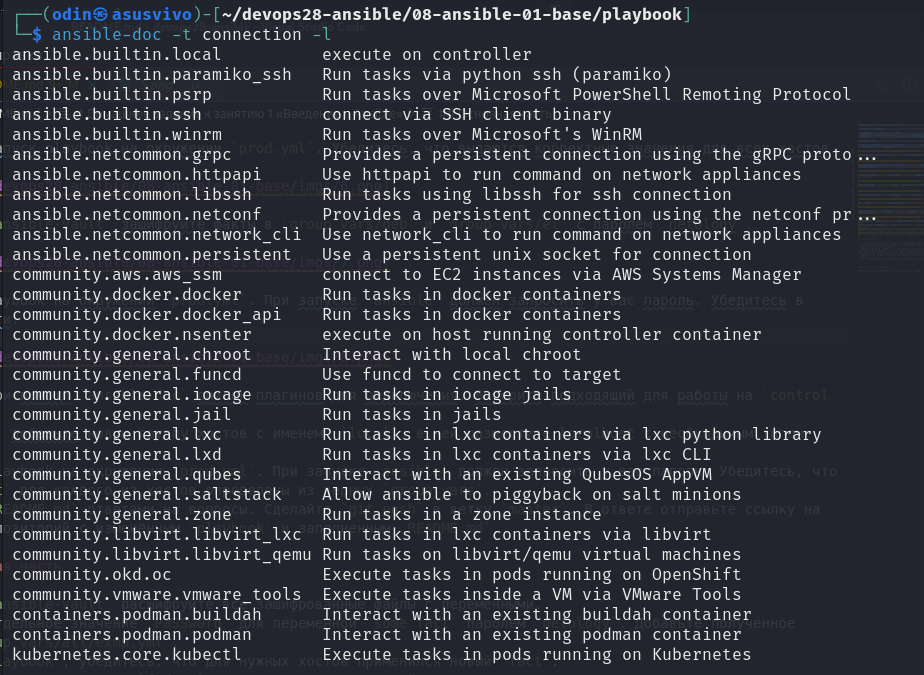 ┌──(odin㉿asusvivo)-[~/devops28-ansible/08-ansible-01-base/playbook]
└─$ ansible-doc -t connection -l
ansible.builtin.local          execute on controller
ansible.builtin.paramiko_ssh   Run tasks via python ssh (paramiko)
ansible.builtin.psrp           Run tasks over Microsoft PowerShell Remoting Protocol
ansible.builtin.ssh            connect via SSH client binary
ansible.builtin.winrm          Run tasks over Microsoft's WinRM
ansible.netcommon.grpc         Provides a persistent connection using the gRPC proto...
ansible.netcommon.httpapi      Use httpapi to run command on network appliances
ansible.netcommon.libssh       Run tasks using libssh for ssh connection
ansible.netcommon.netconf      Provides a persistent connection using the netconf pr...
ansible.netcommon.network_cli  Use network_cli to run command on network appliances
ansible.netcommon.persistent   Use a persistent unix socket for connection
community.aws.aws_ssm          connect to EC2 instances via AWS Systems Manager
community.docker.docker        Run tasks in docker containers
community.docker.docker_api    Run tasks in docker containers
community.docker.nsenter       execute on host running controller container
community.general.chroot       Interact with local chroot
community.general.funcd        Use funcd to connect to target
community.general.iocage       Run tasks in iocage jails
community.general.jail         Run tasks in jails
community.general.lxc          Run tasks in lxc containers via lxc python library
community.general.lxd          Run tasks in lxc containers via lxc CLI
community.general.qubes        Interact with an existing QubesOS AppVM
community.general.saltstack    Allow ansible to piggyback on salt minions
community.general.zone         Run tasks in a zone instance
community.libvirt.libvirt_lxc  Run tasks in lxc containers via libvirt
community.libvirt.libvirt_qemu Run tasks on libvirt/qemu virtual machines
community.okd.oc               Execute tasks in pods running on OpenShift
community.vmware.vmware_tools  Execute tasks inside a VM via VMware Tools
containers.podman.buildah      Interact with an existing buildah container
containers.podman.podman       Interact with an existing podman container
kubernetes.core.kubectl        Execute tasks in pods running on Kubernetes